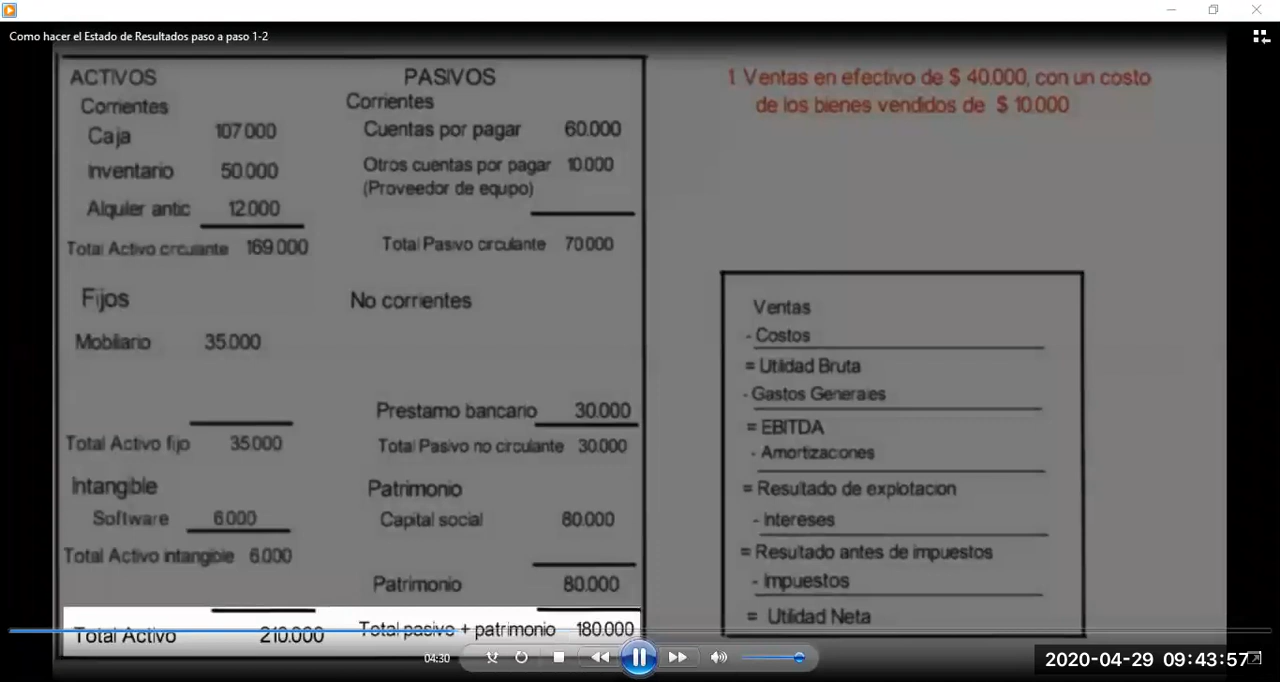 Como hacer el Estado de Resultados paso a paso 1-2
ACTIVOS
Corrientes
Caja 107 000
Inventario 50.000
Alquiler antic 12.000
Total Activo circulante 169.000
Fijos
Mobiliario 35.000
Total Activo fijo 35.000
Intangible
Software 6.000
Total Activo intangible 6.000
Total Activo 210.000
PASIVOS
Corrientes
Cuentas por pagar 60.000
Otros cuentas por pagar 10.000
(Proveedor de equipo)
Total Pasivo circulante 70.000
No corrientes
Prestamo bancario 30.000
Total Pasivo no circulante 30.000
Patrimonio
Capital social 80.000
Patrimonio 80.000
Total pasivo + patrimonio 180.000
1. Ventas en efectivo de $ 40.000, con un costo
de los bienes vendidos de $ 10.000
Ventas
- Costos
= Utilidad Bruta
- Gastos Generales
= EBITDA
- Amortizaciones
= Resultado de explotacion
- Intereses
= Resultado antes de impuestos
- Impuestos
= Utilidad Neta
04:30
2020-04-29 09:43:57